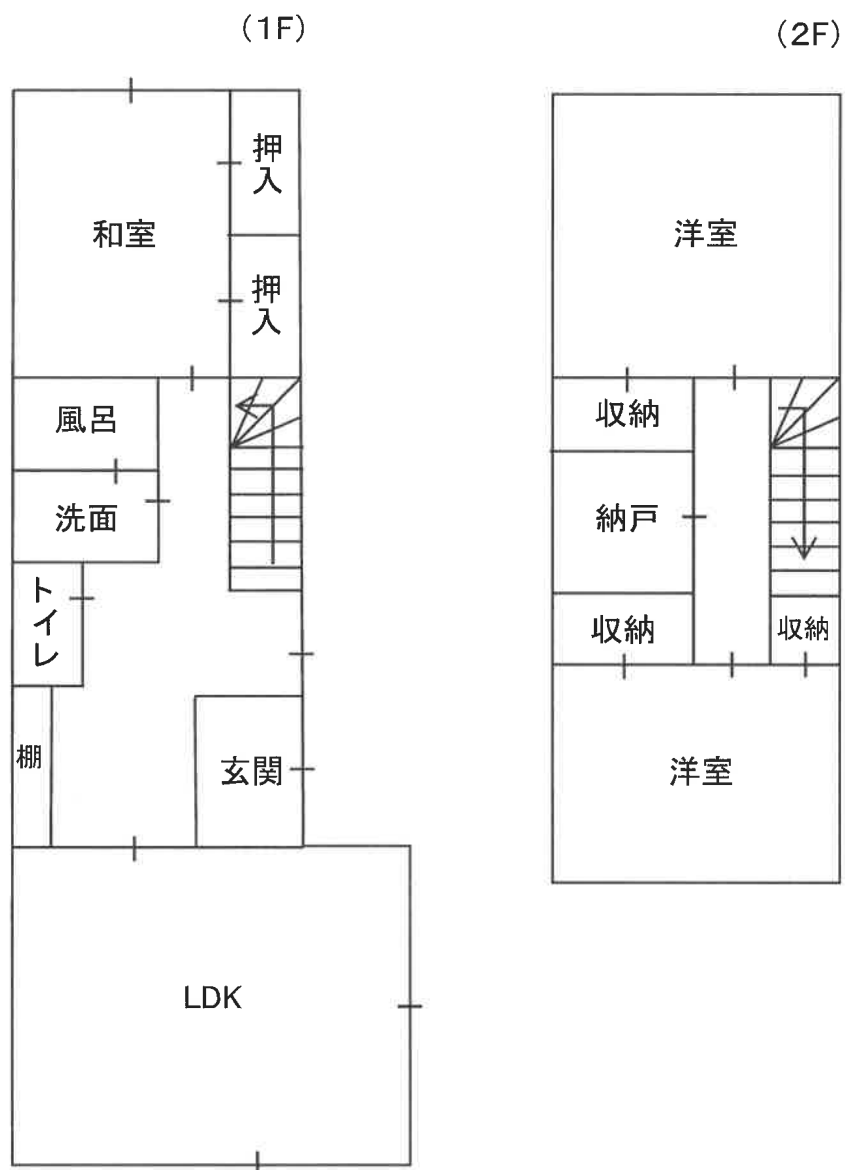 （1F）
押入
和室
押入
風呂
洗面
トイレ
棚
玄関
LDK
（2F）
洋室
収納
納戸
収納
収納
洋室